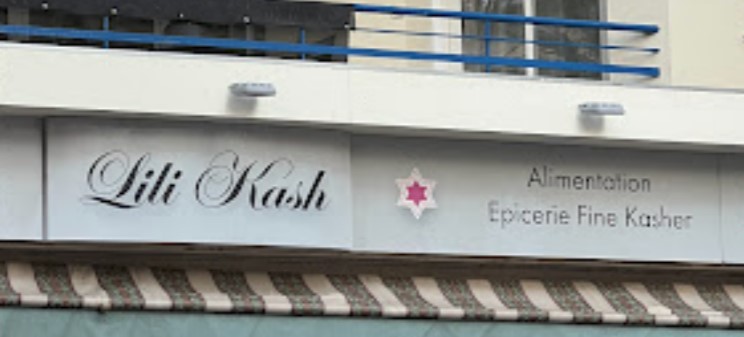 Lili Kash
Alimentation
Epicerie Fine Kasher